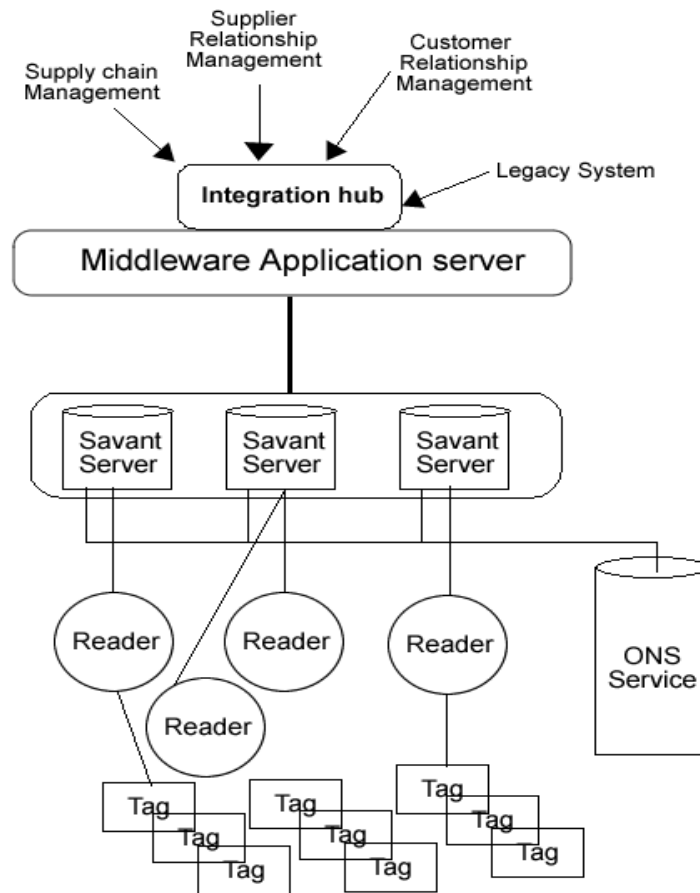 Supplier
Relationship
Management
Customer
Relationship
Management
Supply chain
Management
Integration hub
Legacy System
Middleware Application server
Savant
Server
Savant
Server
Savant
Server
Reader
Reader
Reader
Reader
ONS
Service
Tag
Tag
Tag
Tag
Tag
Tag
Tag
Tag
Tag